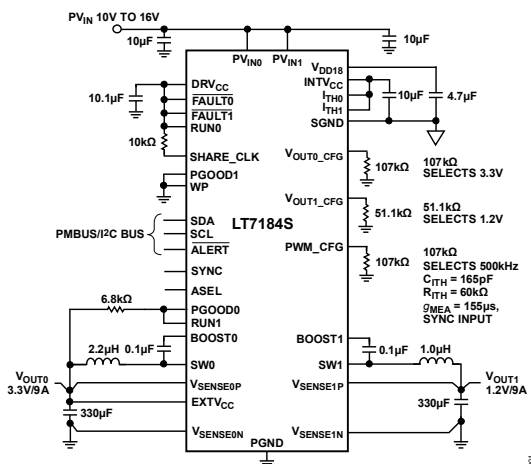 PVIN 10V TO 16V
10µF
10µF
PVIN0
PVIN1
DRVCC
FAULT0
FAULT1
RUN0
10.1µF
10kΩ
SHARE_CLK
PGOOD1
WP
PMBUS/I2C BUS
SDA
SCL
ALERT
SYNC
ASEL
6.8kΩ
PGOOD0
RUN1
BOOST0
2.2µH
0.1µF
SW0
VOUT0
3.3V/9A
VSENSE0P
EXTVCC
330µF
VSENSE0N
LT7184S
PGND
VDD18
INTVCC
ITH0
ITH1
SGND
10µF
4.7µF
VOUT0_CFG
107kΩ
107kΩ
SELECTS 3.3V
VOUT1_CFG
51.1kΩ
51.1kΩ
SELECTS 1.2V
PWM_CFG
107kΩ
107kΩ
SELECTS 500kHz
CITH = 165pF
RITH = 60kΩ
gMEA = 155µs,
SYNC INPUT
BOOST1
0.1µF
1.0µH
SW1
VSENSE1P
VOUT1
1.2V/9A
330µF
VSENSE1N